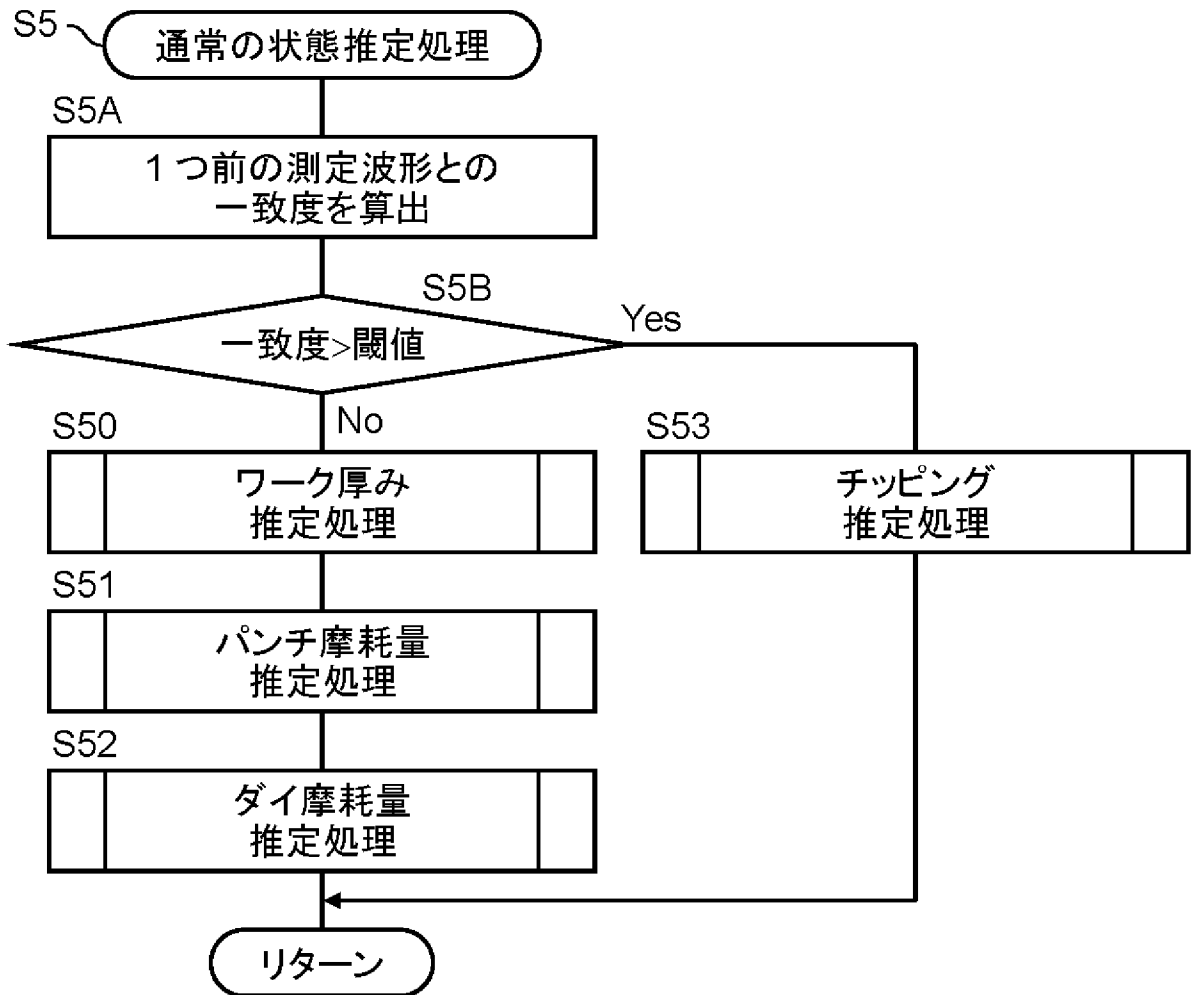 S5
通常の状態推定処理
S5A
1つ前の測定波形との
一致度を算出
S5B
一致度>閾値
Yes
No
S50
ワーク厚み
推定処理
S53
チッピング
推定処理
S51
パンチ摩耗量
推定処理
S52
ダイ摩耗量
推定処理
リターン